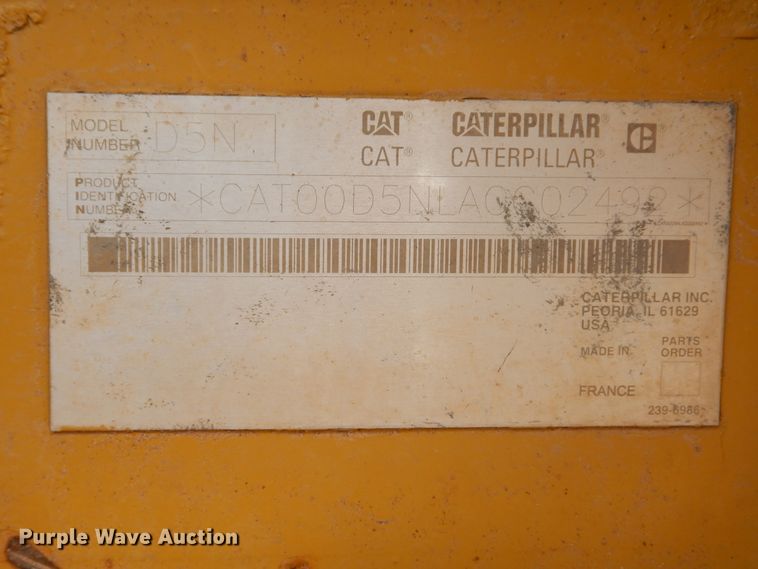 MODEL
NUMBER
D5N
CAT® CATERPILLAR®
CAT® CATERPILLAR®
PRODUCT
IDENTIFICATION
NUMBER
CATERPILLAR INC.
PEORIA, IL 61629
USA
MADE IN
FRANCE
PARTS
ORDER
239-6986
Purple Wave Auction